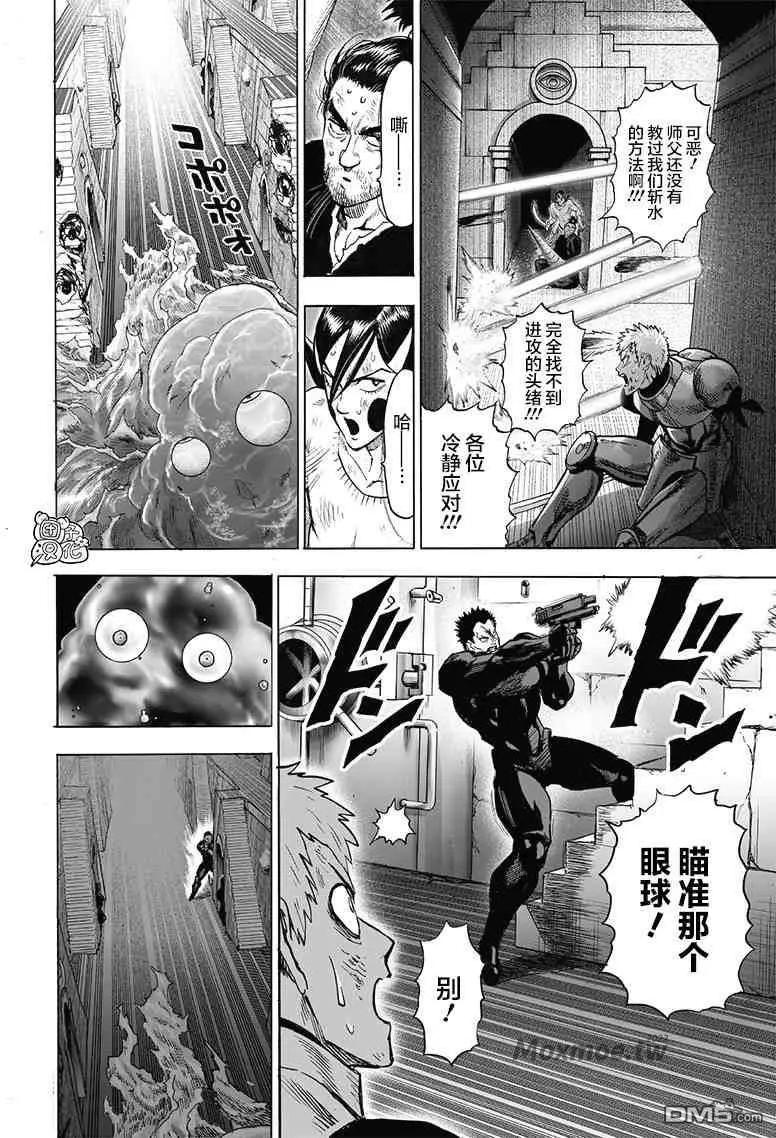 可恶!
师父还没有
教过我们斩水
的方法啊!!!
完全找不到
进攻的头绪!!!
各位
冷静应对!!!
嘶
……
哈
……
コポポォ
ドンッ
瞄准那个
眼球!
别!
Moxmoe.tw
DM5.com